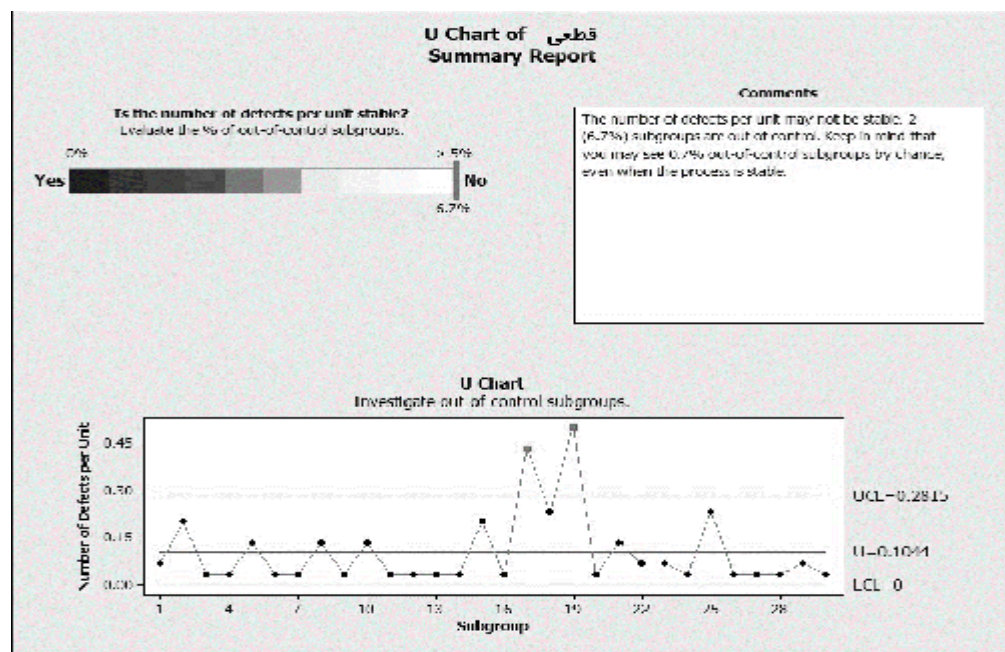 U Chart of قطعی
Summary Report
Is the number of defects per unit stable?
Evaluate the % of out-of-control subgroups.
0% > 5%
Yes No
6.7%
Comments
The number of defects per unit may not be stable. 2
(6.7%) subgroups are out of control. Keep in mind that
you may see 0.7% out-of-control subgroups by chance,
even when the process is stable.
U Chart
Investigate out of control subgroups.
Number of Defects per Unit
0.45
0.30
0.15
0.00
UCL=0.2815
U=0.1044
LCL=0
1 4 7 10 13 16 19 22 25 28
Subgroup